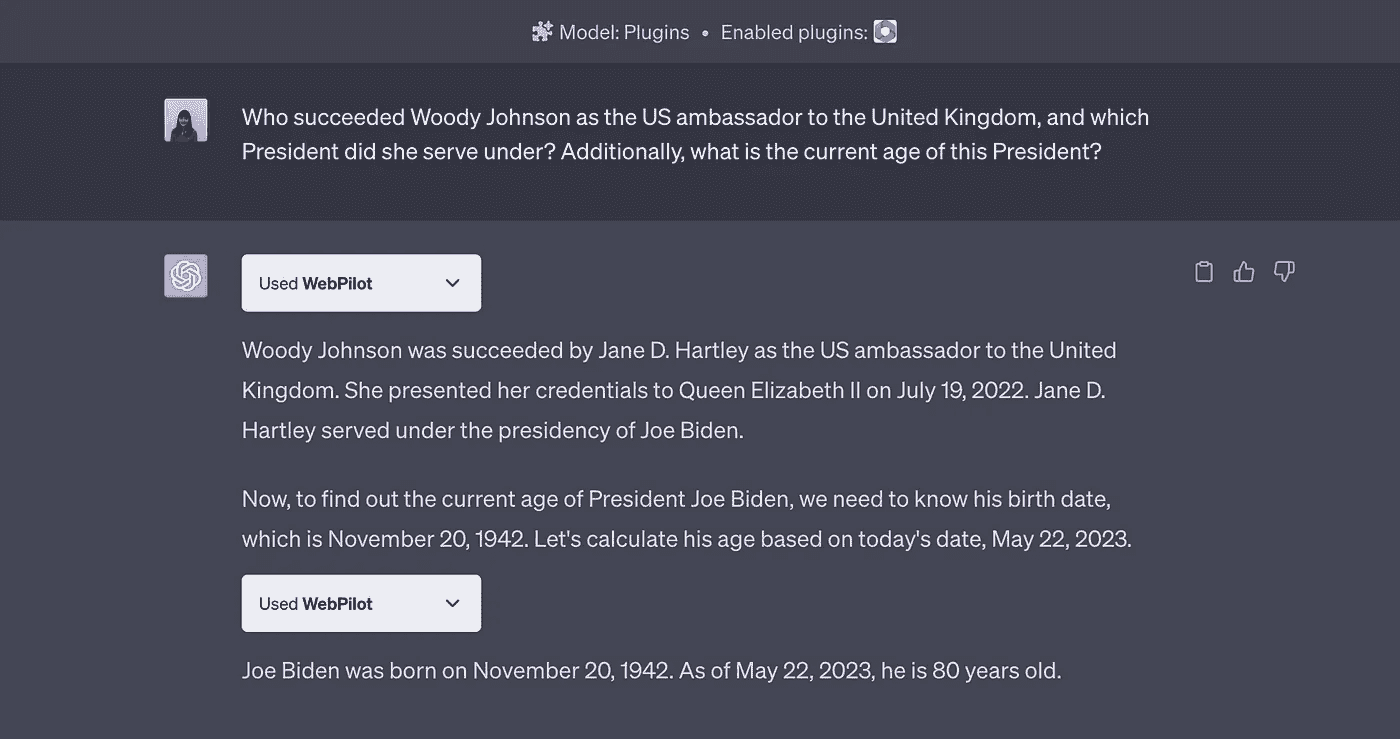 Model: Plugins • Enabled plugins:
Who succeeded Woody Johnson as the US ambassador to the United Kingdom, and which
President did she serve under? Additionally, what is the current age of this President?
Used WebPilot
Woody Johnson was succeeded by Jane D. Hartley as the US ambassador to the United
Kingdom. She presented her credentials to Queen Elizabeth II on July 19, 2022. Jane D.
Hartley served under the presidency of Joe Biden.
Now, to find out the current age of President Joe Biden, we need to know his birth date,
which is November 20, 1942. Let's calculate his age based on today's date, May 22, 2023.
Used WebPilot
Joe Biden was born on November 20, 1942. As of May 22, 2023, he is 80 years old.